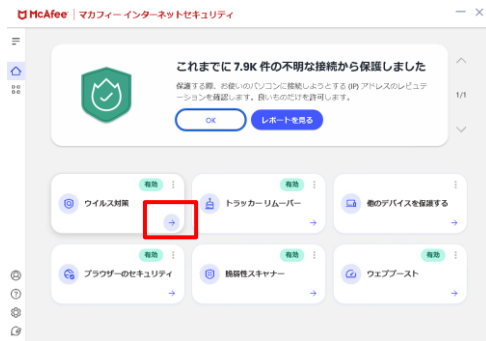 McAfee | マカフィー インターネットセキュリティ
これまでに 7.9K 件の不明な接続から保護しました
保護する際、お使いのパソコンに接続しようとする (IP) アドレスのレピュテ
ーションを確認します。良いものだけを許可します。
OK
レポートを見る
1/1
有効
ウイルス対策
有効
トラッカーリムーバー
他のデバイスを保護する
有効
ブラウザーのセキュリティ
有効
脆弱性スキャナー
有効
ウェブブースト